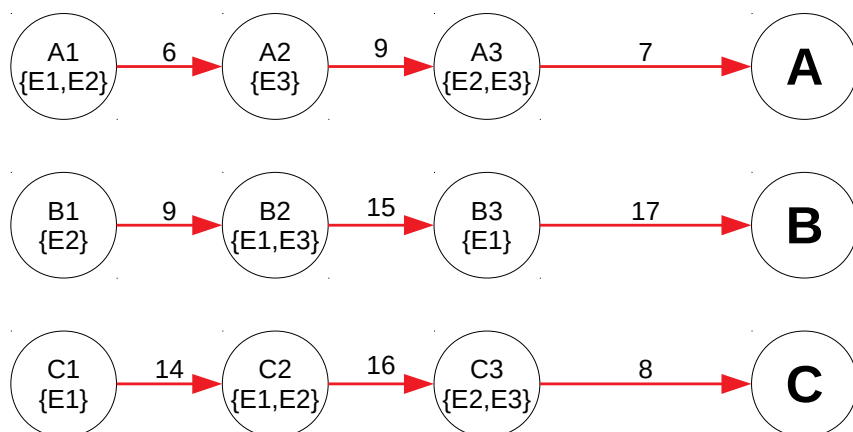 A1
{E1,E2}
6
A2
{E3}
9
A3
{E2,E3}
7
A
B1
{E2}
9
B2
{E1,E3}
15
B3
{E1}
17
B
C1
{E1}
14
C2
{E1,E2}
16
C3
{E2,E3}
8
C